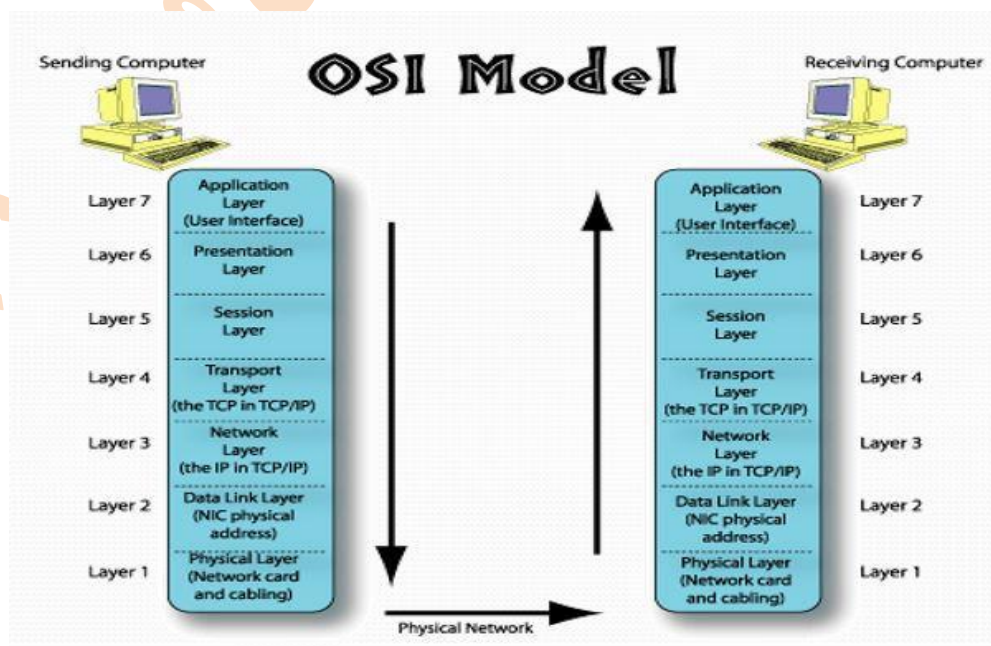 OSI Model
Sending Computer
Receiving Computer
Layer 7
Application
Layer
(User Interface)
Layer 6
Presentation
Layer
Layer 5
Session
Layer
Layer 4
Transport
Layer
(the TCP in TCP/IP)
Layer 3
Network
Layer
(the IP in TCP/IP)
Layer 2
Data Link Layer
(NIC physical
address)
Layer 1
Physical Layer
(Network card
and cabling)
Application
Layer
(User Interface)
Layer 7
Presentation
Layer
Layer 6
Session
Layer
Layer 5
Transport
Layer
(the TCP in TCP/IP)
Layer 4
Network
Layer
(the IP in TCP/IP)
Layer 3
Data Link Layer
(NIC physical
address)
Layer 2
Physical Layer
(Network card
and cabling)
Layer 1
Physical Network